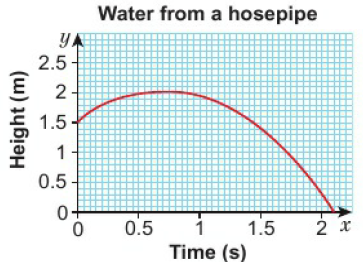 Water from a hosepipe
y
2.5
2
1.5
1
0.5
0
0 0.5 1 1.5 2 x
Height (m)
Time (s)